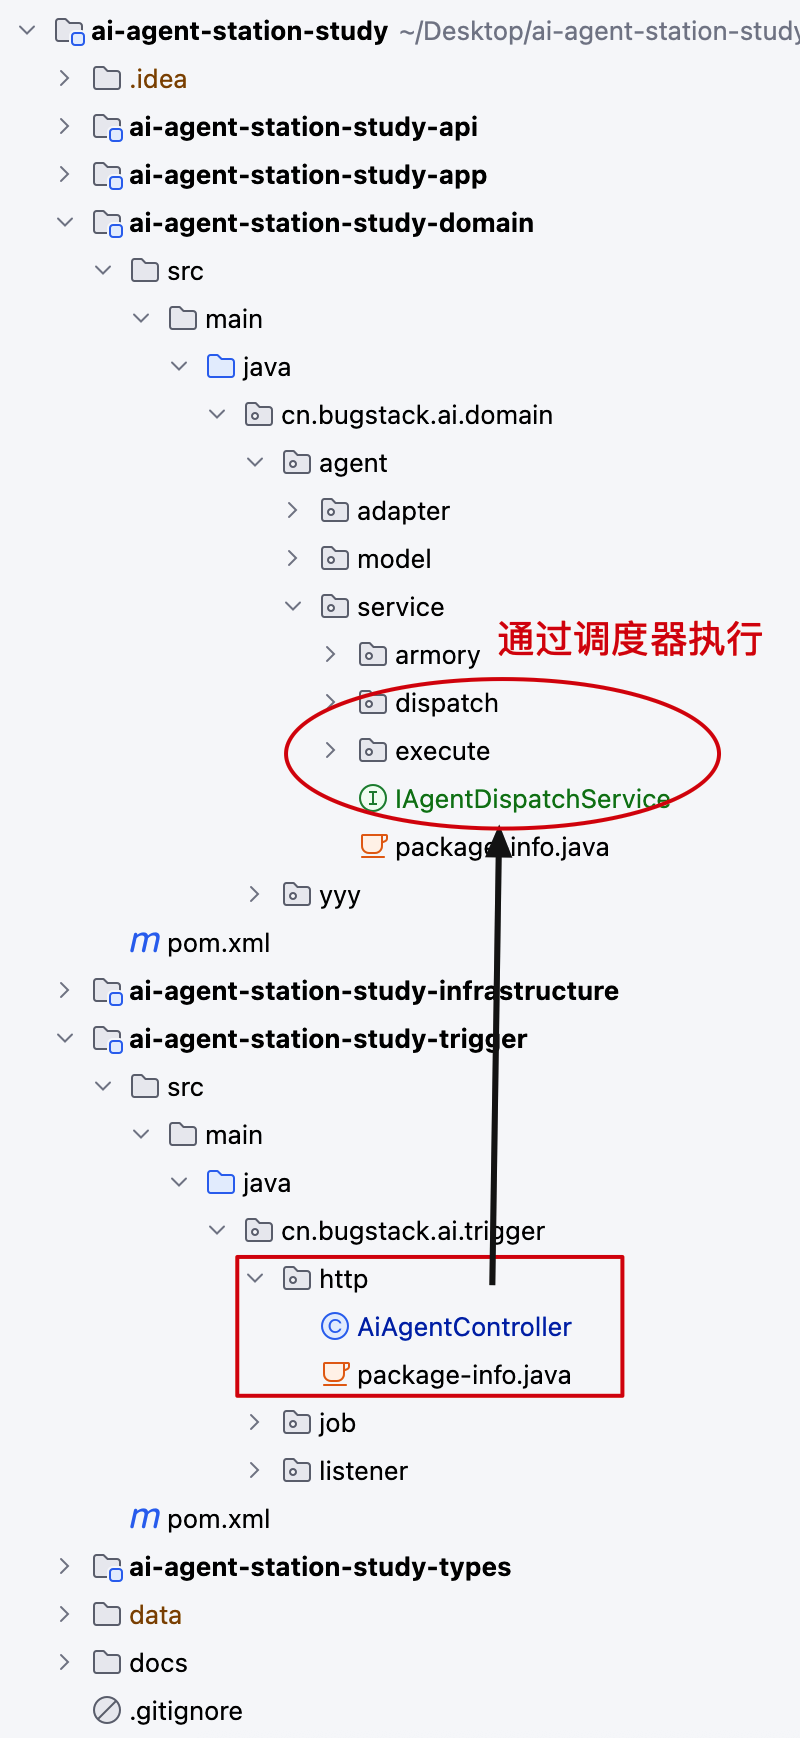 ai-agent-station-study ~/Desktop/ai-agent-station-study
.idea
ai-agent-station-study-api
ai-agent-station-study-app
ai-agent-station-study-domain
src
main
java
cn.bugstack.ai.domain
agent
adapter
model
service
通过调度器执行
armory
dispatch
execute
IAgentDispatchService
package-info.java
yyy
pom.xml
ai-agent-station-study-infrastructure
ai-agent-station-study-trigger
src
main
java
cn.bugstack.ai.trigger
http
AiAgentController
package-info.java
job
listener
pom.xml
ai-agent-station-study-types
data
docs
.gitignore